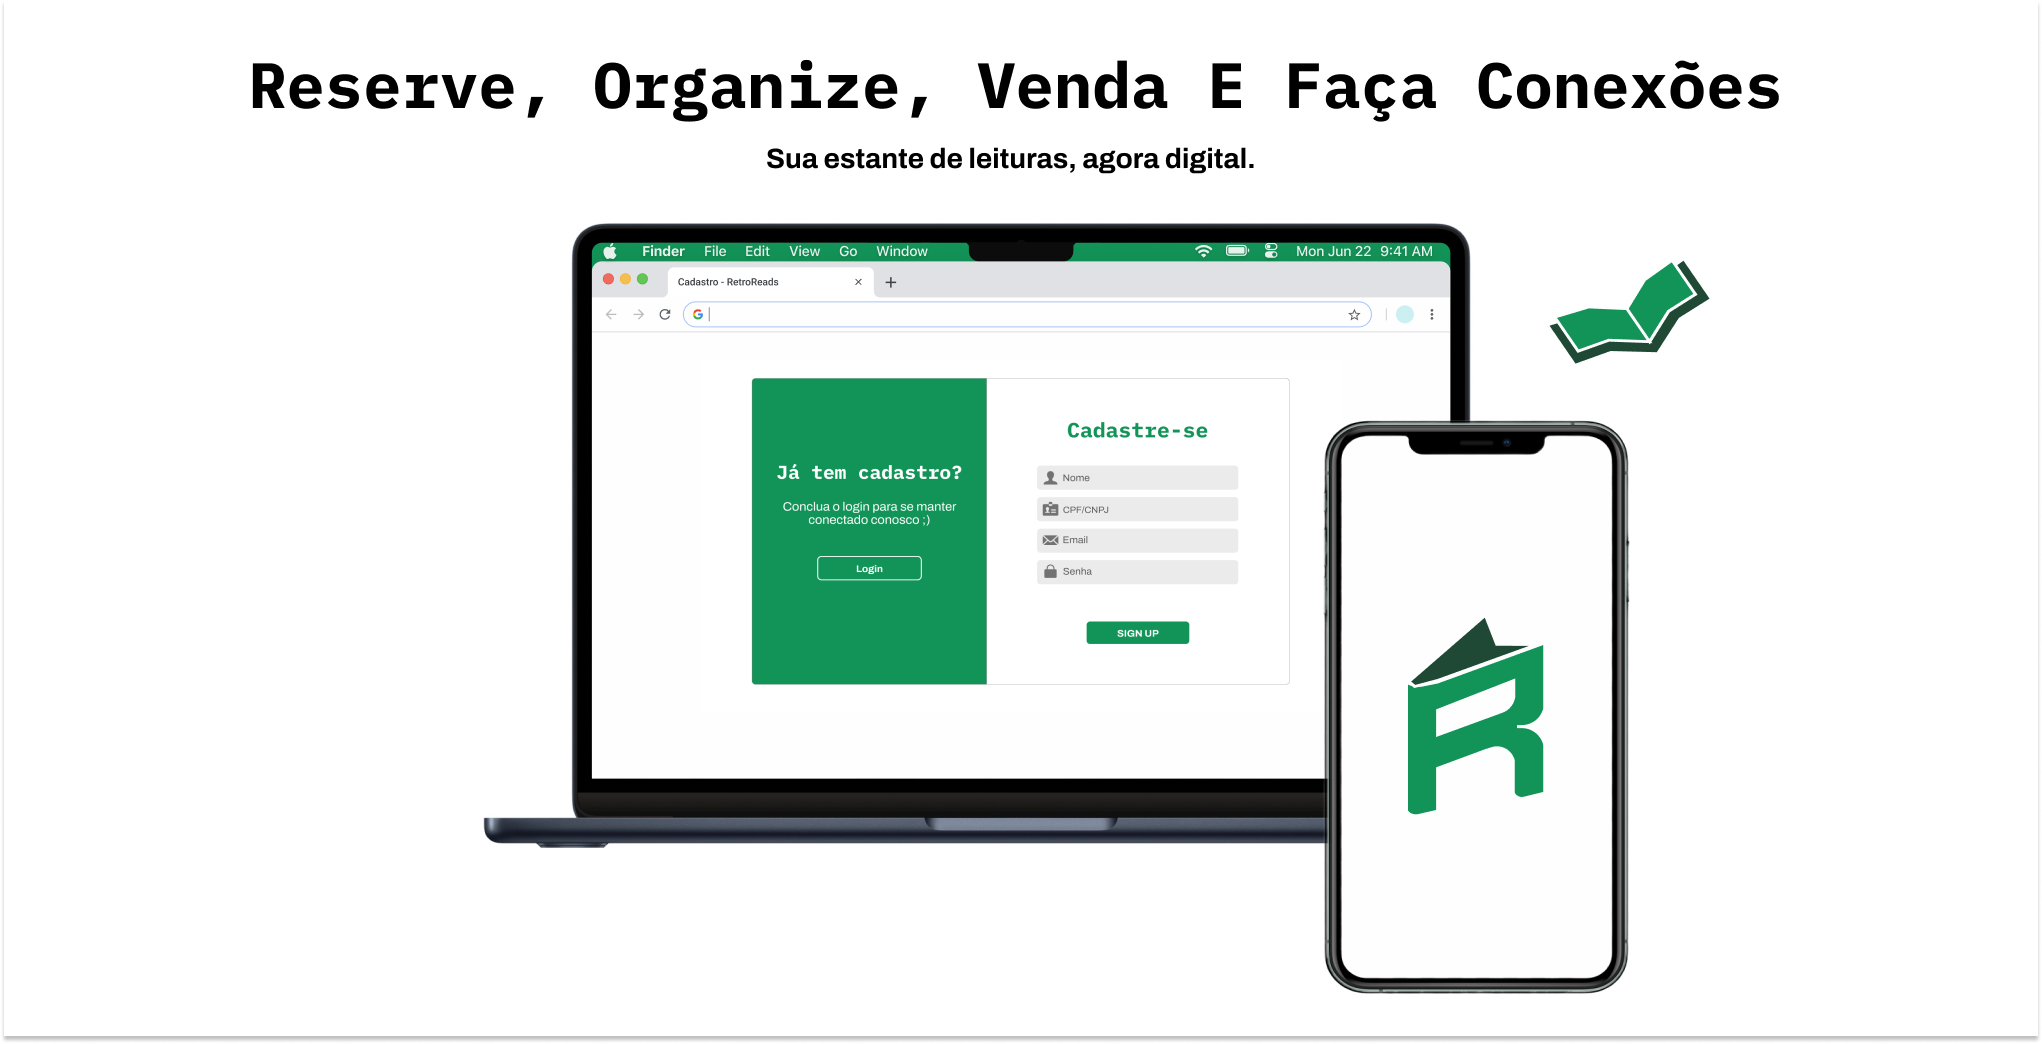 Reserve, Organize, Venda E Faça Conexões
Sua estante de leituras, agora digital.
Finder File Edit View Go Window Mon Jun 22 9:41 AM
Cadastro - RetroReads
Já tem cadastro?
Conclua o login para se manter
conectado conosco ;)
Login
Cadastre-se
Nome
CPF/CNPJ
Email
Senha
SIGN UP
R